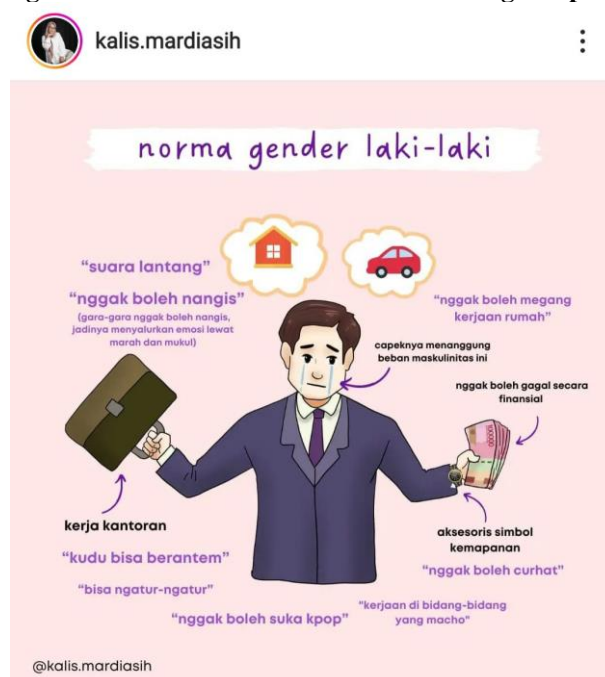 kalis.mardiasih
norma gender laki-laki
“suara lantang”
“nggak boleh nangis”
(gara-gara nggak boleh nangis,
jadinya menyalurkan emosi lewat
marah dan mukul)
“nggak boleh megang
kerjaan rumah”
capeknya menanggung
beban maskulinitas ini
nggak boleh gagal secara
finansial
kerja kantoran
“kudu bisa berantem”
“bisa ngatur-ngatur”
aksesoris simbol
kemapanan
“nggak boleh curhat”
“nggak boleh suka kpop”
“kerjaan di bidang-bidang
yang macho”
@kalis.mardiasih